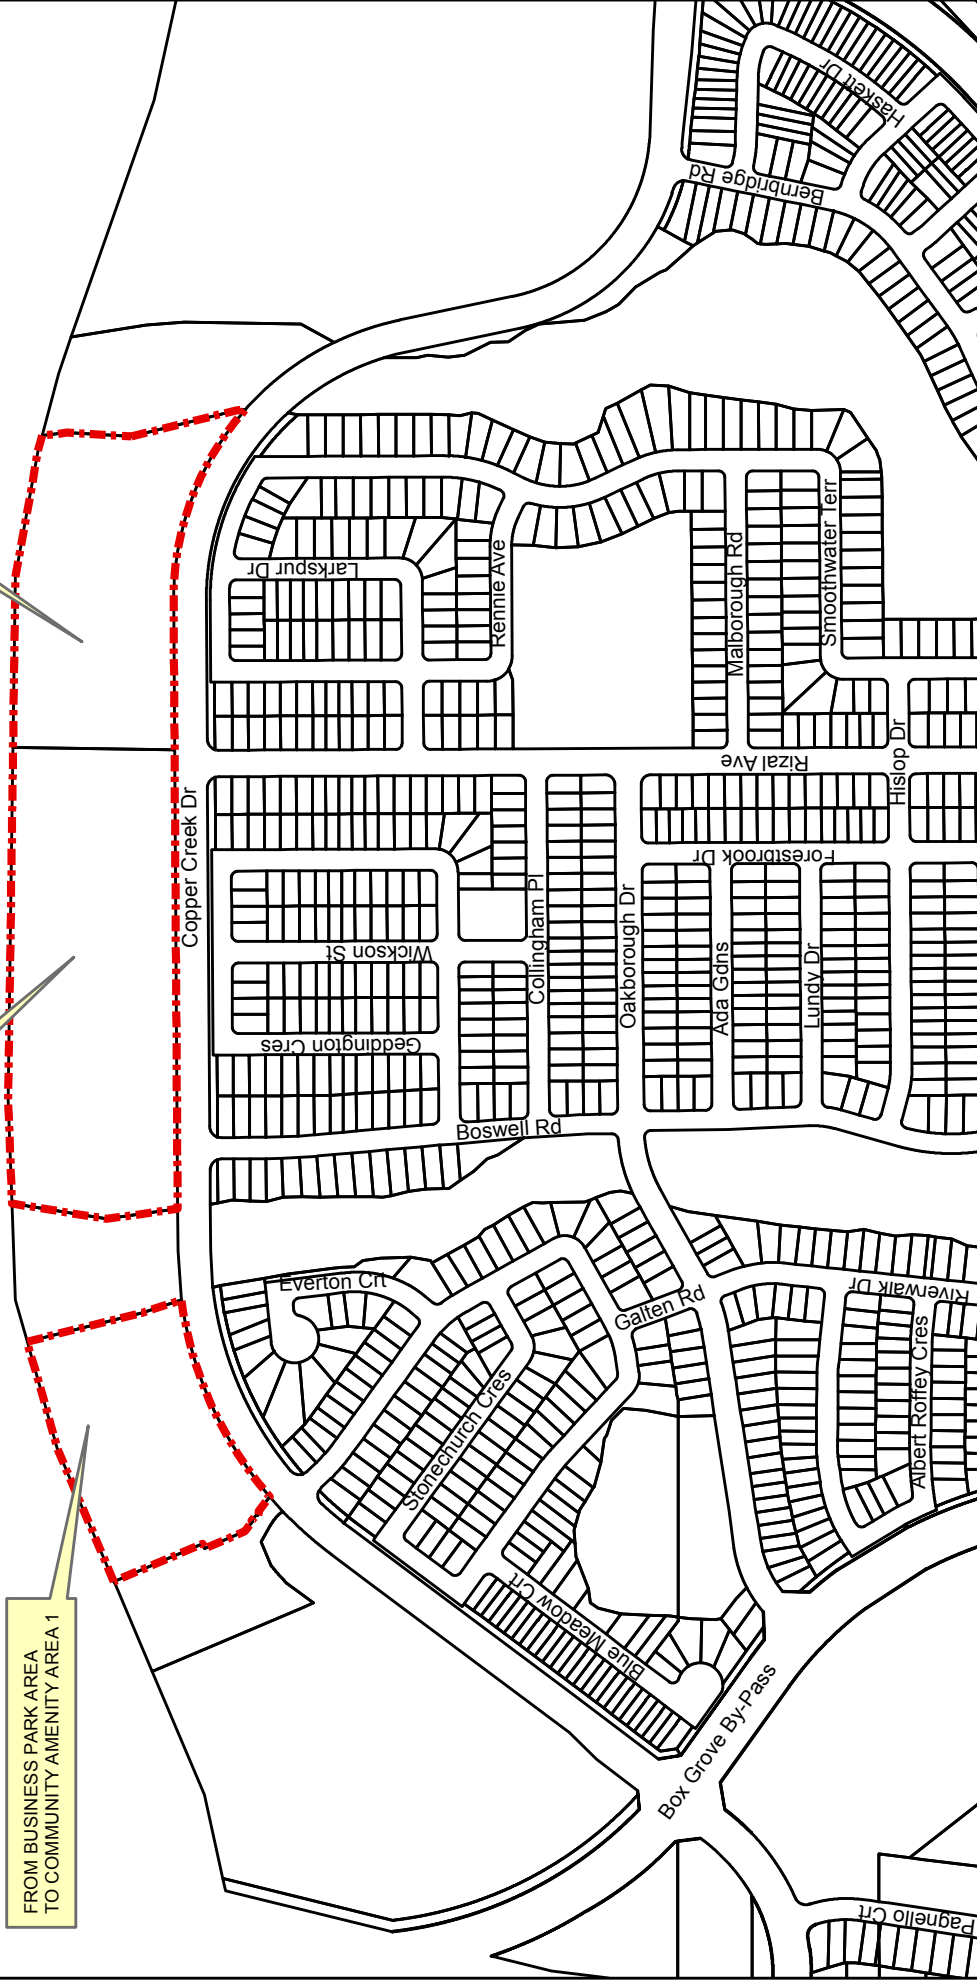 Haskett Dr
Bernbridge Rd
Larkspur Dr
Rennie Ave
Malborough Rd
Smoothwater Terr
Rizal Ave
Hislop Dr
Copper Creek Dr
Forestbrook Dr
Collingham Pl
Oakborough Dr
Wickson St
Ada Gdns
Lundy Dr
Geddington Cres
Boswell Rd
Everton Crt
Galten Rd
Riverwalk Dr
Albert Roffey Cres
Stonechurch Cres
Blue Meadow Crt
Box Grove By-Pass
FROM BUSINESS PARK AREA
TO COMMUNITY AMENITY AREA 1
Pagnello Crt